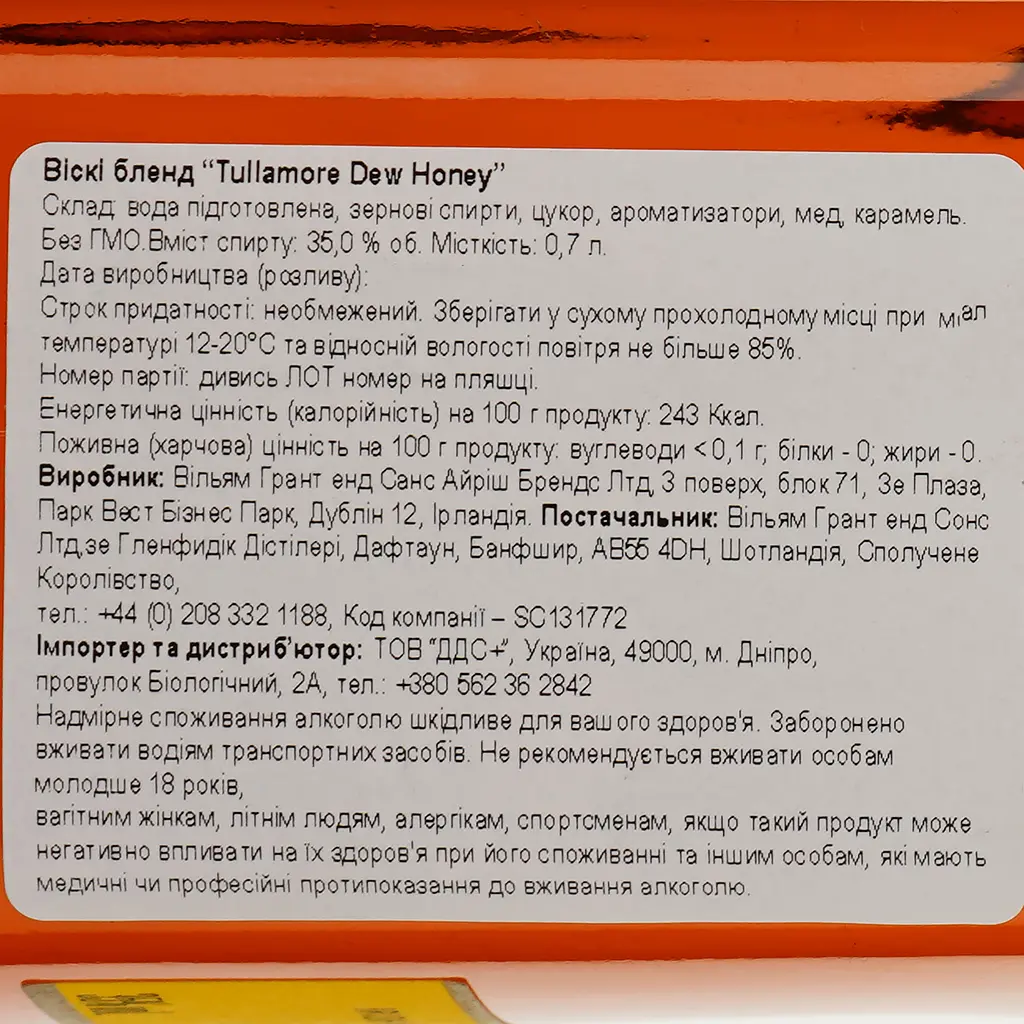 Віскі бленд “Tullamore Dew Honey”
Склад: вода підготовлена, зернові спирти, цукор, ароматизатори, мед, карамель.
Без ГМО.Вміст спирту: 35,0 % об. Місткість: 0,7 л.
Дата виробництва (розливу):
Строк придатності: необмежений. Зберігати у сухому прохолодному місці при
температурі 12-20°C та відносній вологості повітря не більше 85%.
Номер партії: дивись ЛОТ номер на пляшці.
Енергетична цінність (калорійність) на 100 г продукту: 243 Ккал.
Поживна (харчова) цінність на 100 г продукту: вуглеводи <0,1 г; білки - 0; жири - 0.
Виробник: Вільям Грант енд Санс Айріш Брендс Лтд, 3 поверх, блок 71, Зе Плаза,
Парк Вест Бізнес Парк, Дублін 12, Ірландія. Постачальник: Вільям Грант енд Сонс
Лтд,зе Гленфидік Дістілері, Дафтаун, Банфшир, AB55 4DH, Шотландія, Сполучене
Королівство,
тел.: +44 (0) 208 332 1188, Код компанії – SC131772
Імпортер та дистриб'ютор: ТОВ "ДДС+", Україна, 49000, м. Дніпро,
провулок Біологічний, 2А, тел.: +380 562 36 2842
Надмірне споживання алкоголю шкідливе для вашого здоров'я. Заборонено
вживати водіям транспортних засобів. Не рекомендується вживати особам
молодше 18 років,
вагітним жінкам, літнім людям, алергікам, спортсменам, якщо такий продукт може
негативно впливати на їх здоров'я при його споживанні та іншим особам, які мають
медичні чи професійні протипоказання до вживання алкоголю.